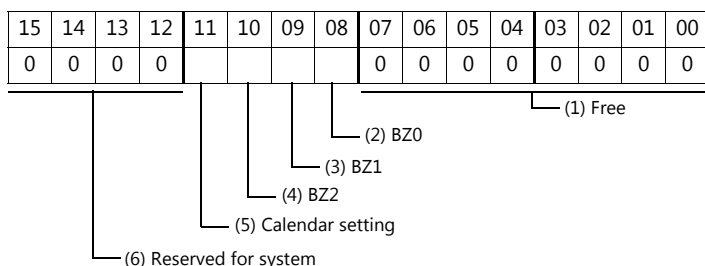 15 14 13 12 11 10 09 08 07 06 05 04 03 02 01 00
0 0 0 0 0 0 0 0 0 0 0 0
(1) Free
(2) BZ0
(3) BZ1
(4) BZ2
(5) Calendar setting
(6) Reserved for system